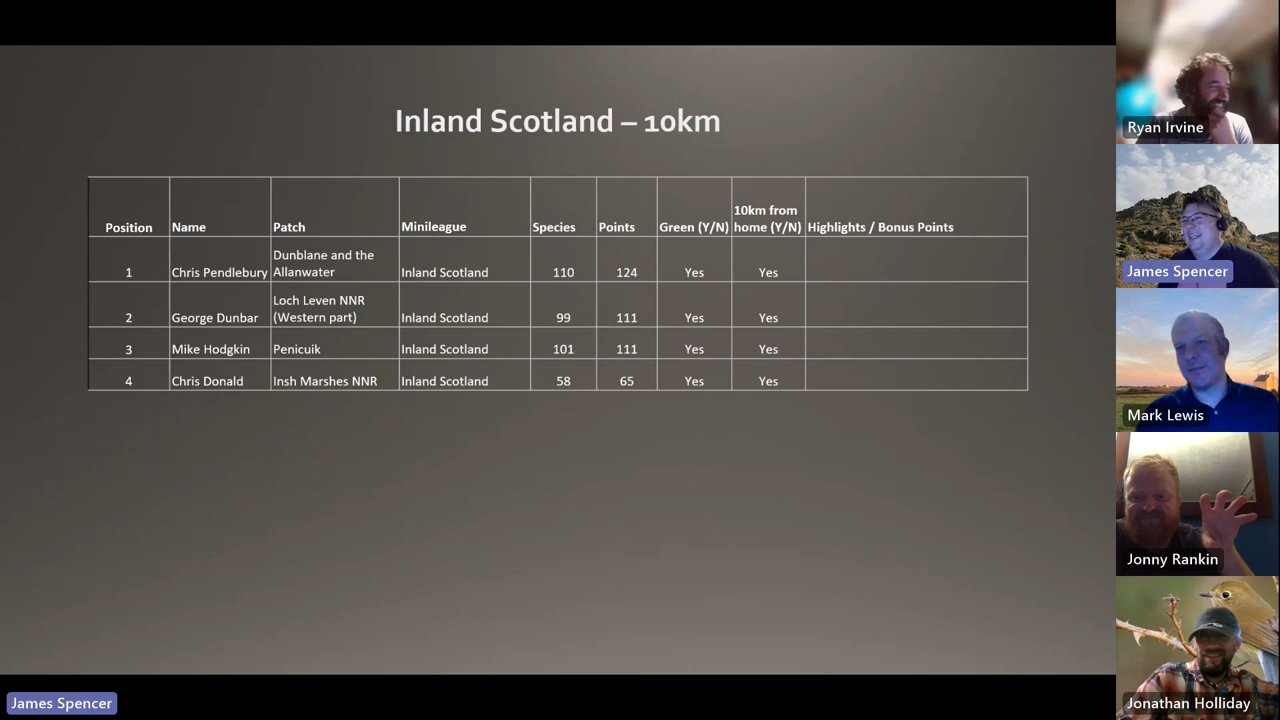 Inland Scotland – 10km
Position Name Patch Minileague Species Points Green (Y/N) 10km from home (Y/N) Highlights / Bonus Points
1 Chris Pendlebury Dunblane and the Allanwater Inland Scotland 110 124 Yes Yes
2 George Dunbar Loch Leven NNR (Western part) Inland Scotland 99 111 Yes Yes
3 Mike Hodgkin Penicuik Inland Scotland 101 111 Yes Yes
4 Chris Donald Insh Marshes NNR Inland Scotland 58 65 Yes Yes
Ryan Irvine
James Spencer
Mark Lewis
Jonny Rankin
Jonathan Holliday
James Spencer